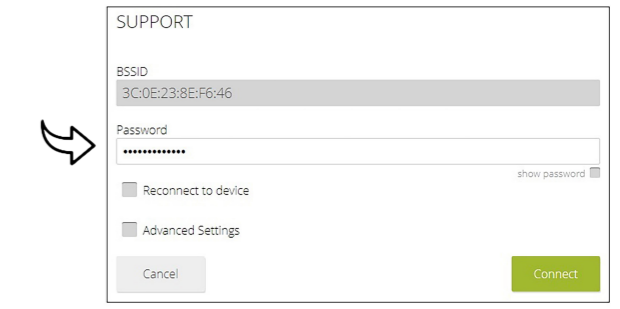 SUPPORT
BSSID
3C:0E:23:8E:F6:46
Password
•••••••••••••
show password
Reconnect to device
Advanced Settings
Cancel
Connect